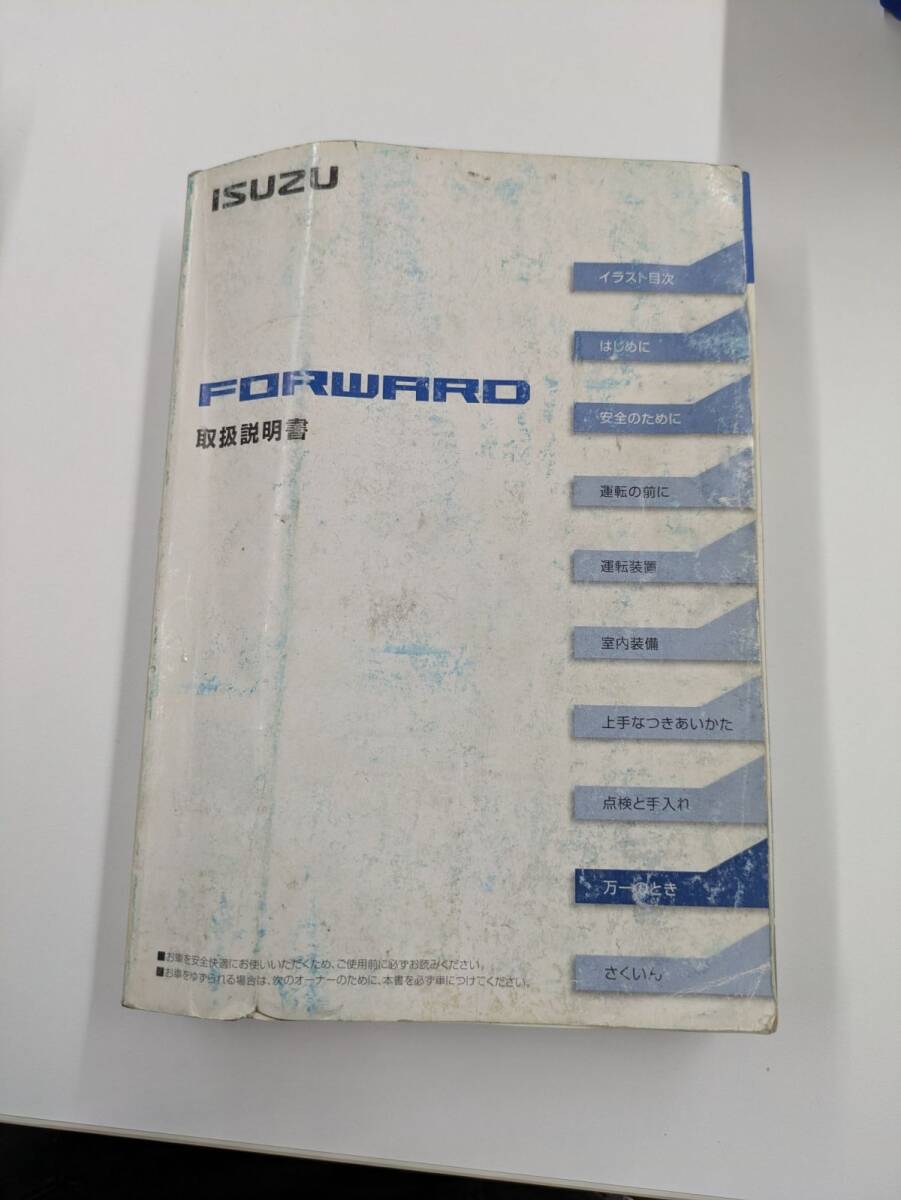 ISUZU
FORWARD
取扱説明書
イラスト目次
はじめに
安全のために
運転の前に
運転装置
室内装備
上手なつきあいかた
点検と手入れ
万一のとき
さくいん
■お車を安全快適にお使いいただくため、ご使用前に必ずお読みください。
■お車をゆずられる場合は、次のオーナーのために、本書を必ず車につけてください。